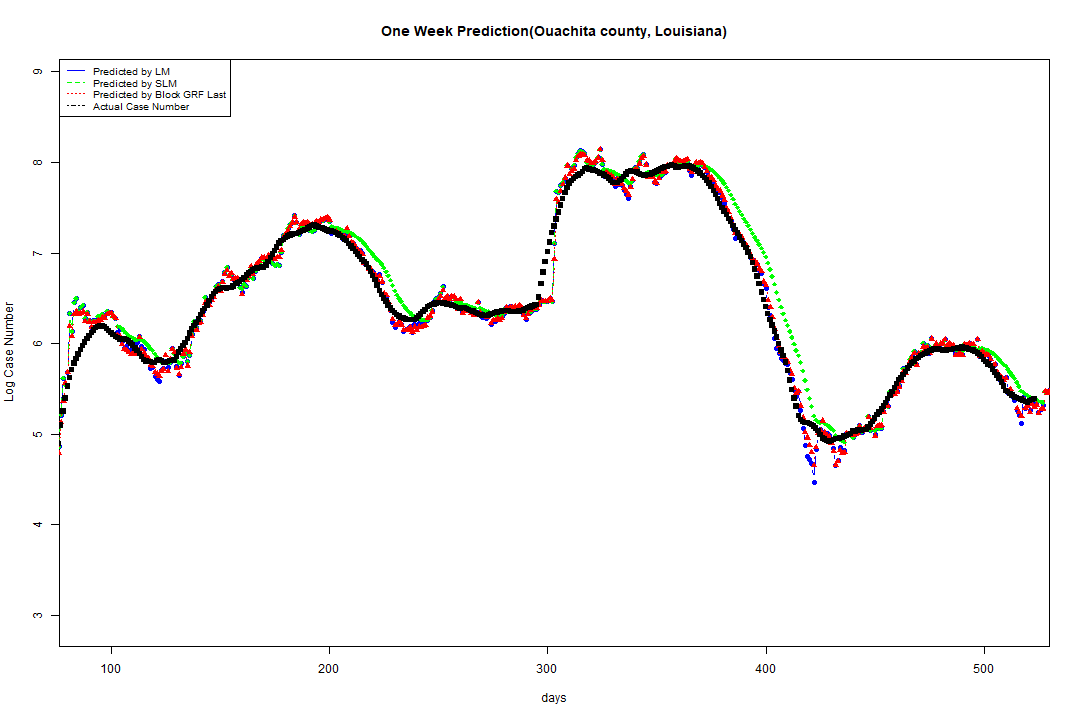 One Week Prediction(Ouachita county, Louisiana)
Predicted by LM
Predicted by SLM
Predicted by Block GRF Last
Actual Case Number
9
8
7
6
5
4
3
Log Case Number
100 200 300 400 500
days